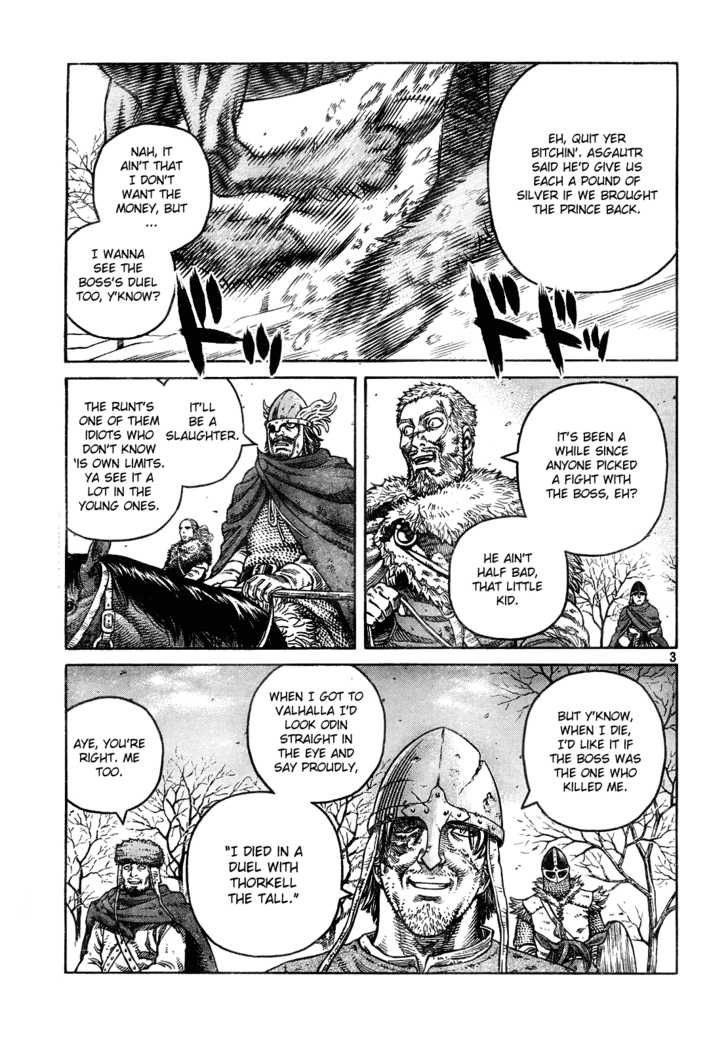 EH, QUIT YER
BITCHIN'. ASGAUTR
SAID HE'D GIVE US
EACH A POUND OF
SILVER IF WE BROUGHT
THE PRINCE BACK.
NAH, IT
AIN'T THAT
I DON'T
WANT THE
MONEY, BUT
...
I WANNA
SEE THE
BOSS'S DUEL
TOO, Y'KNOW?
ドドッ
ドドッ
IT'S BEEN A
WHILE SINCE
ANYONE PICKED
A FIGHT WITH
THE BOSS, EH?
HE AIN'T
HALF BAD,
THAT LITTLE
KID.
IT'LL
BE A
SLAUGHTER.
THE RUNT'S
ONE OF THEM
IDIOTS WHO
DON'T KNOW
'IS OWN LIMITS.
YA SEE IT A
LOT IN THE
YOUNG ONES.
3
BUT Y'KNOW,
WHEN I DIE,
I'D LIKE IT IF
THE BOSS WAS
THE ONE WHO
KILLED ME.
WHEN I GOT TO
VALHALLA I'D
LOOK ODIN
STRAIGHT IN
THE EYE AND
SAY PROUDLY,
"I DIED IN A
DUEL WITH
THORKELL
THE TALL."
AYE, YOU'RE
RIGHT. ME
TOO.